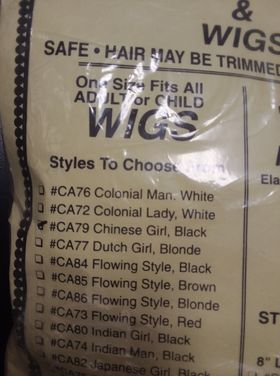 &
WIGS
SAFE • HAIR MAY BE TRIMMED
One Size Fits All
ADULT or CHILD
WIGS
Styles To Choose From
#CA76 Colonial Man, White
#CA72 Colonial Lady, White
#CA79 Chinese Girl, Black
#CA77 Dutch Girl, Blonde
#CA84 Flowing Style, Black
#CA85 Flowing Style, Brown
#CA86 Flowing Style, Blonde
#CA73 Flowing Style, Red
#CA80 Indian Girl, Black
#CA74 Indian Man, Black
#CA82 Japanese Girl, Black
Ela
ST
8" L